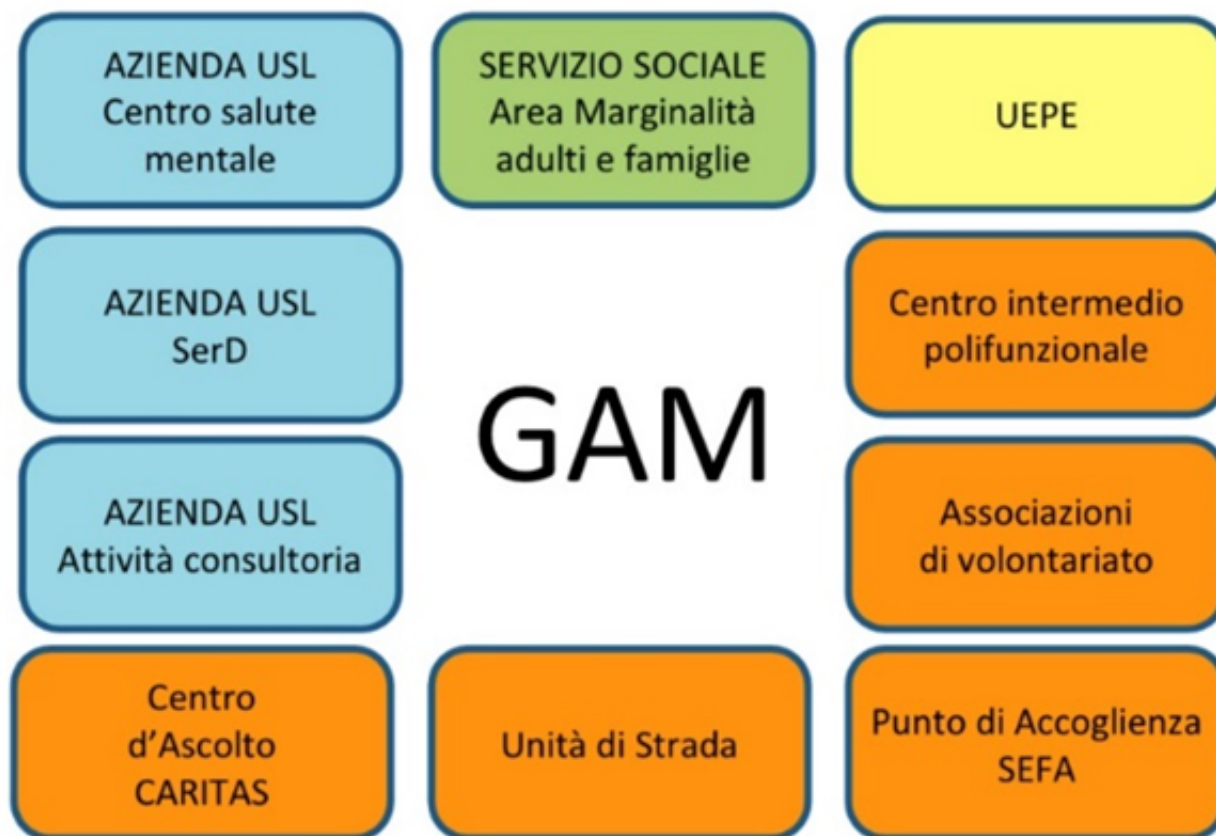 AZIENDA USL
Centro salute
mentale
SERVIZIO SOCIALE
Area Marginalità
adulti e famiglie
UEPE
AZIENDA USL
SerD
Centro intermedio
polifunzionale
GAM
AZIENDA USL
Attività consultoria
Associazioni
di volontariato
Centro
d'Ascolto
CARITAS
Unità di Strada
Punto di Accoglienza
SEFA